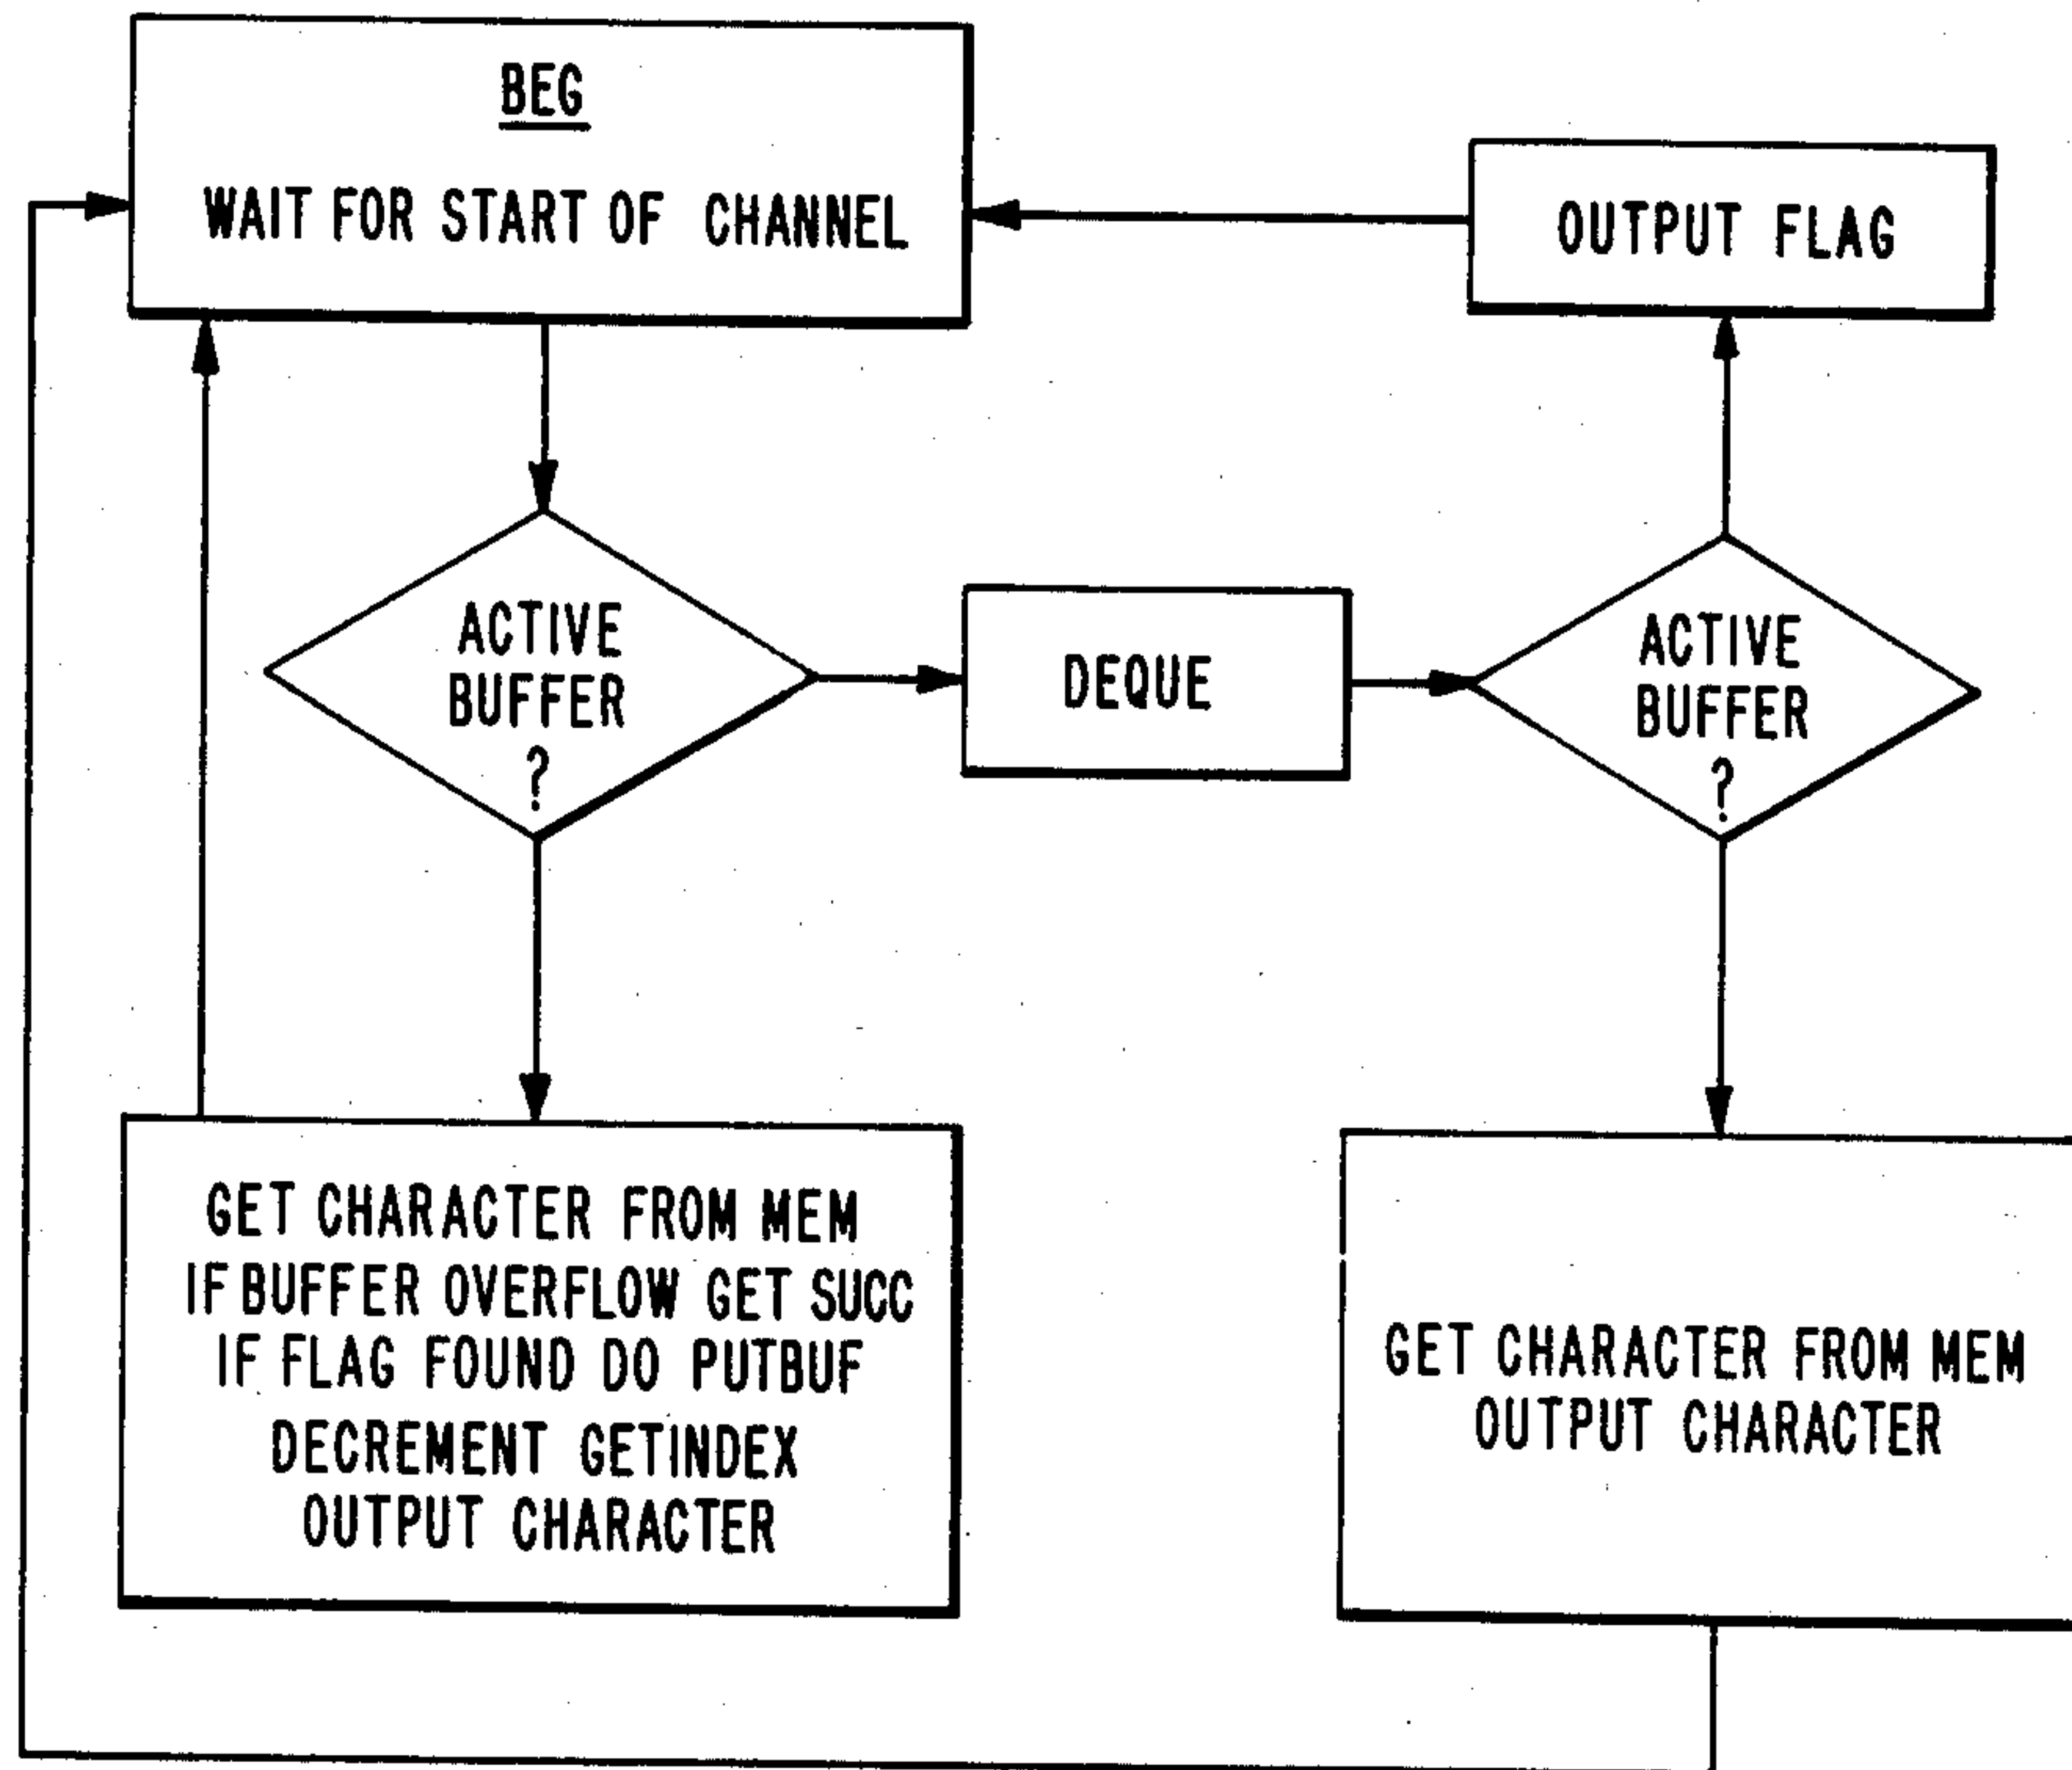 BEG
WAIT FOR START OF CHANNEL
OUTPUT FLAG
ACTIVE
BUFFER
?
DEQUE
ACTIVE
BUFFER
?
GET CHARACTER FROM MEM
IF BUFFER OVERFLOW GET SUCC
IF FLAG FOUND DO PUTBUF
DECREMENT GETINDEX
OUTPUT CHARACTER
GET CHARACTER FROM MEM
OUTPUT CHARACTER